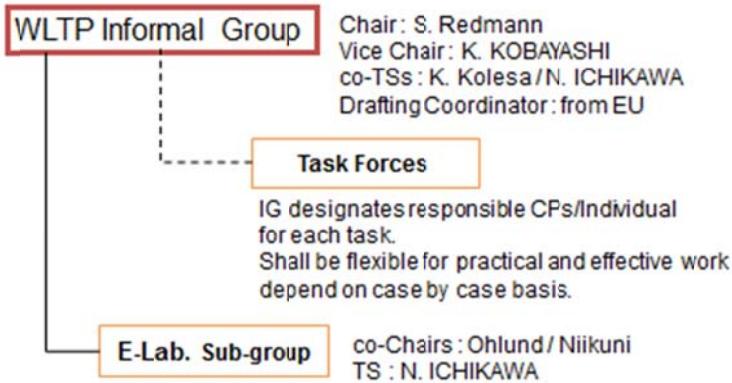 WLTP Informal Group
Chair : S. Redmann
Vice Chair : K. KOBAYASHI
co-TSs : K. Kolesa / N. ICHIKAWA
Drafting Coordinator : from EU
Task Forces
IG designates responsible CPs/Individual
for each task.
Shall be flexible for practical and effective work
depend on case by case basis.
E-Lab. Sub-group
co-Chairs : Ohlund / Niikuni
TS : N. ICHIKAWA